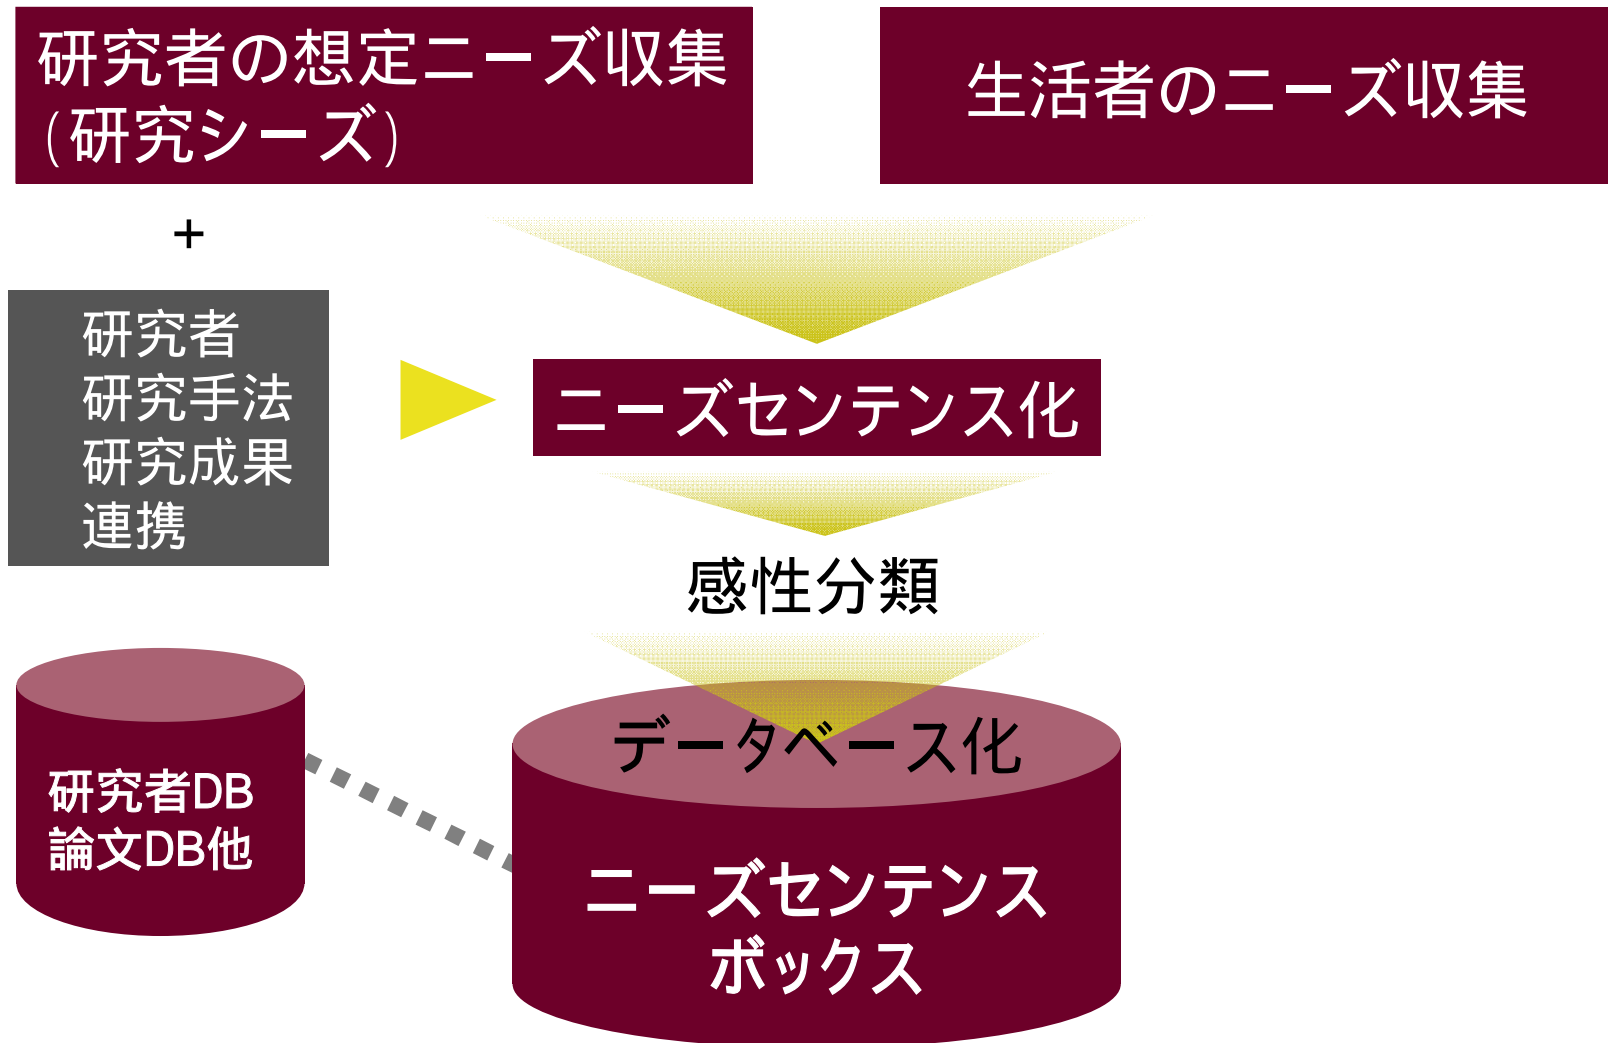 研究者の想定ニーズ収集
(研究シーズ)
生活者のニーズ収集
+
研究者
研究手法
研究成果
連携
ニーズセンテンス化
感性分類
データベース化
研究者DB
論文DB他
ニーズセンテンス
ボックス